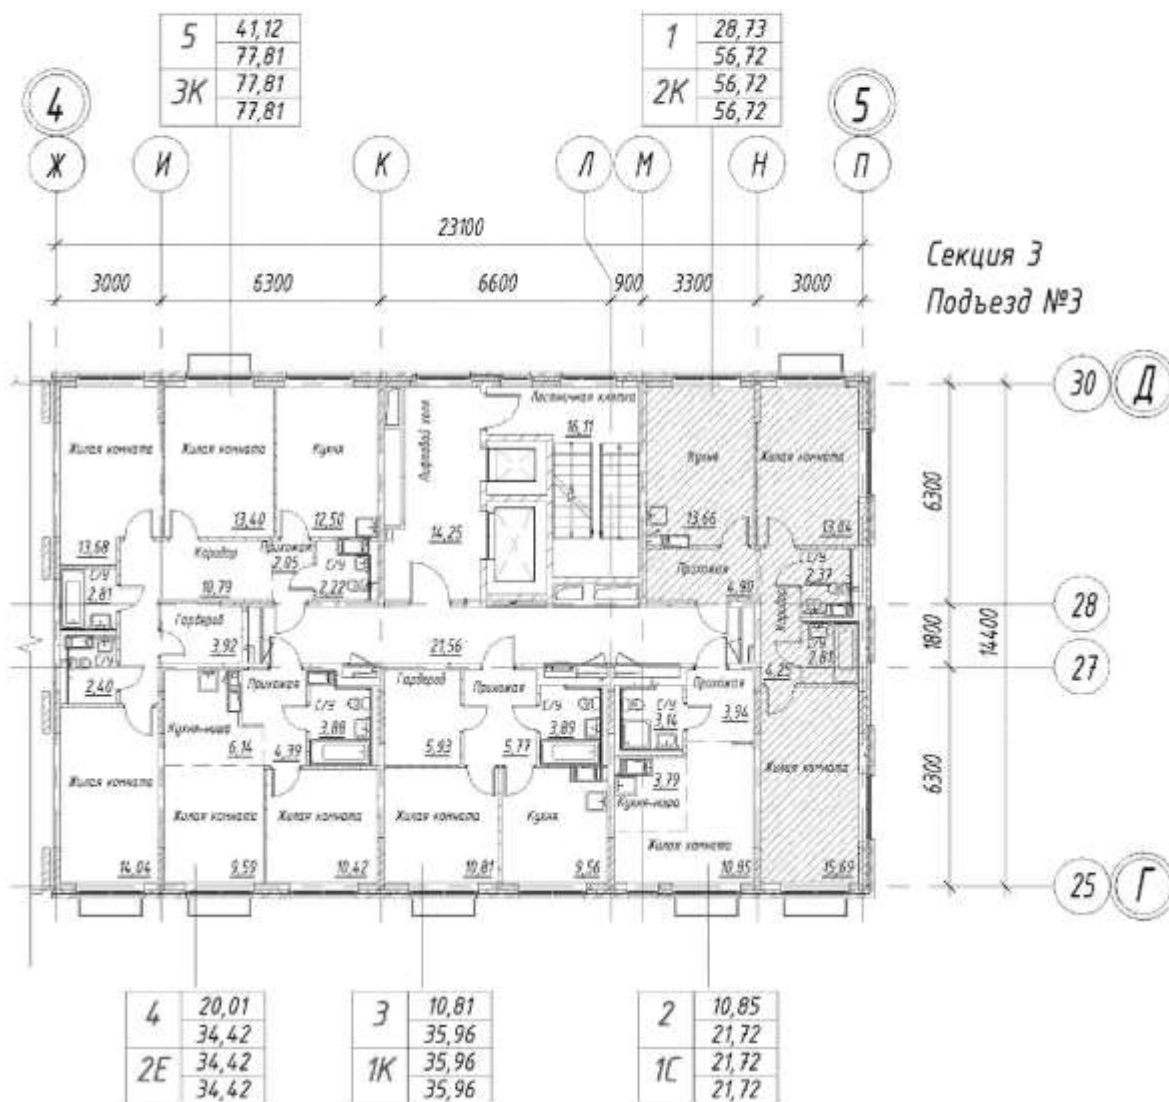 5 41,12
77,81
3К 77,81
77,81
1 28,73
56,72
2К 56,72
56,72
4 5
Ж И К Л М Н П
23100
3000 6300 6600 900 3300 3000
Секция 3
Подъезд №3
30 Д
28
27
25 Г
6300
1800
14400
6300
Жилая комната
13,68
Жилая комната
13,40
Кухня
12,50
Лифтовой холл
14,25
Лестничная клетка
16,11
Кухня
13,66
Жилая комната
13,04
Коридор
10,79
Прихожая
2,05
С/У
2,22
С/У
2,81
Прихожая
4,90
С/У
2,37
Гардероб
3,92
21,56
Коридор
4,25
С/У
2,81
С/У
2,40
Кухня-ниша
6,14
Прихожая
4,39
С/У
3,88
Гардероб
5,93
Прихожая
5,77
С/У
3,89
С/У
3,14
Прихожая
3,94
Жилая комната
14,04
Жилая комната
9,59
Жилая комната
10,42
Жилая комната
10,81
Кухня
9,56
Кухня-ниша
3,79
Жилая комната
10,85
Жилая комната
15,69
4 20,01
34,42
2Е 34,42
34,42
3 10,81
35,96
1К 35,96
35,96
2 10,85
21,72
1С 21,72
21,72